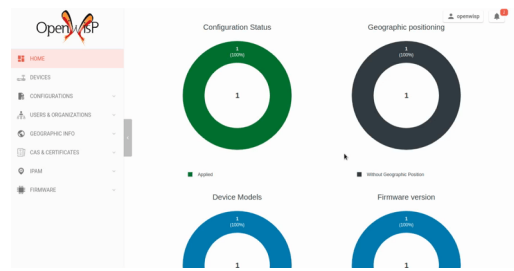 OpenWISP
openwisp
HOME
DEVICES
CONFIGURATIONS
USERS & ORGANIZATIONS
GEOGRAPHIC INFO
CAS & CERTIFICATES
IPAM
FIRMWARE
Configuration Status
1
(100%)
1
Applied
Geographic positioning
1
(100%)
1
Without Geographic Position
Device Models
1
(100%)
1
Firmware version
1
(100%)
1